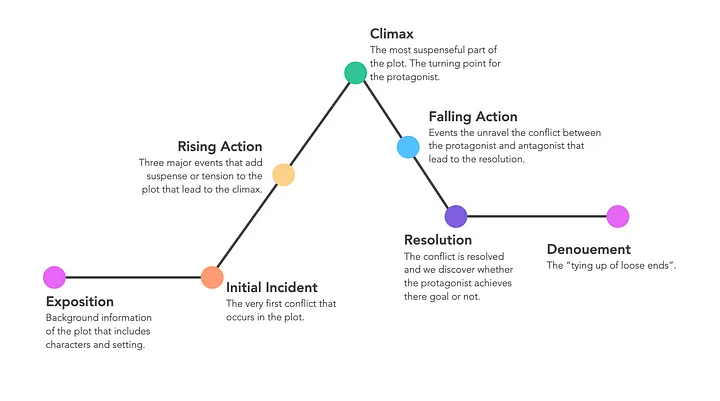 Climax
The most suspenseful part of
the plot. The turning point for
the protagonist.
Falling Action
Events the unravel the conflict between
the protagonist and antagonist that
lead to the resolution.
Rising Action
Three major events that add
suspense or tension to the
plot that lead to the climax.
Resolution
The conflict is resolved
and we discover whether
the protagonist achieves
there goal or not.
Denouement
The “tying up of loose ends”.
Initial Incident
The very first conflict that
occurs in the plot.
Exposition
Background information
of the plot that includes
characters and setting.